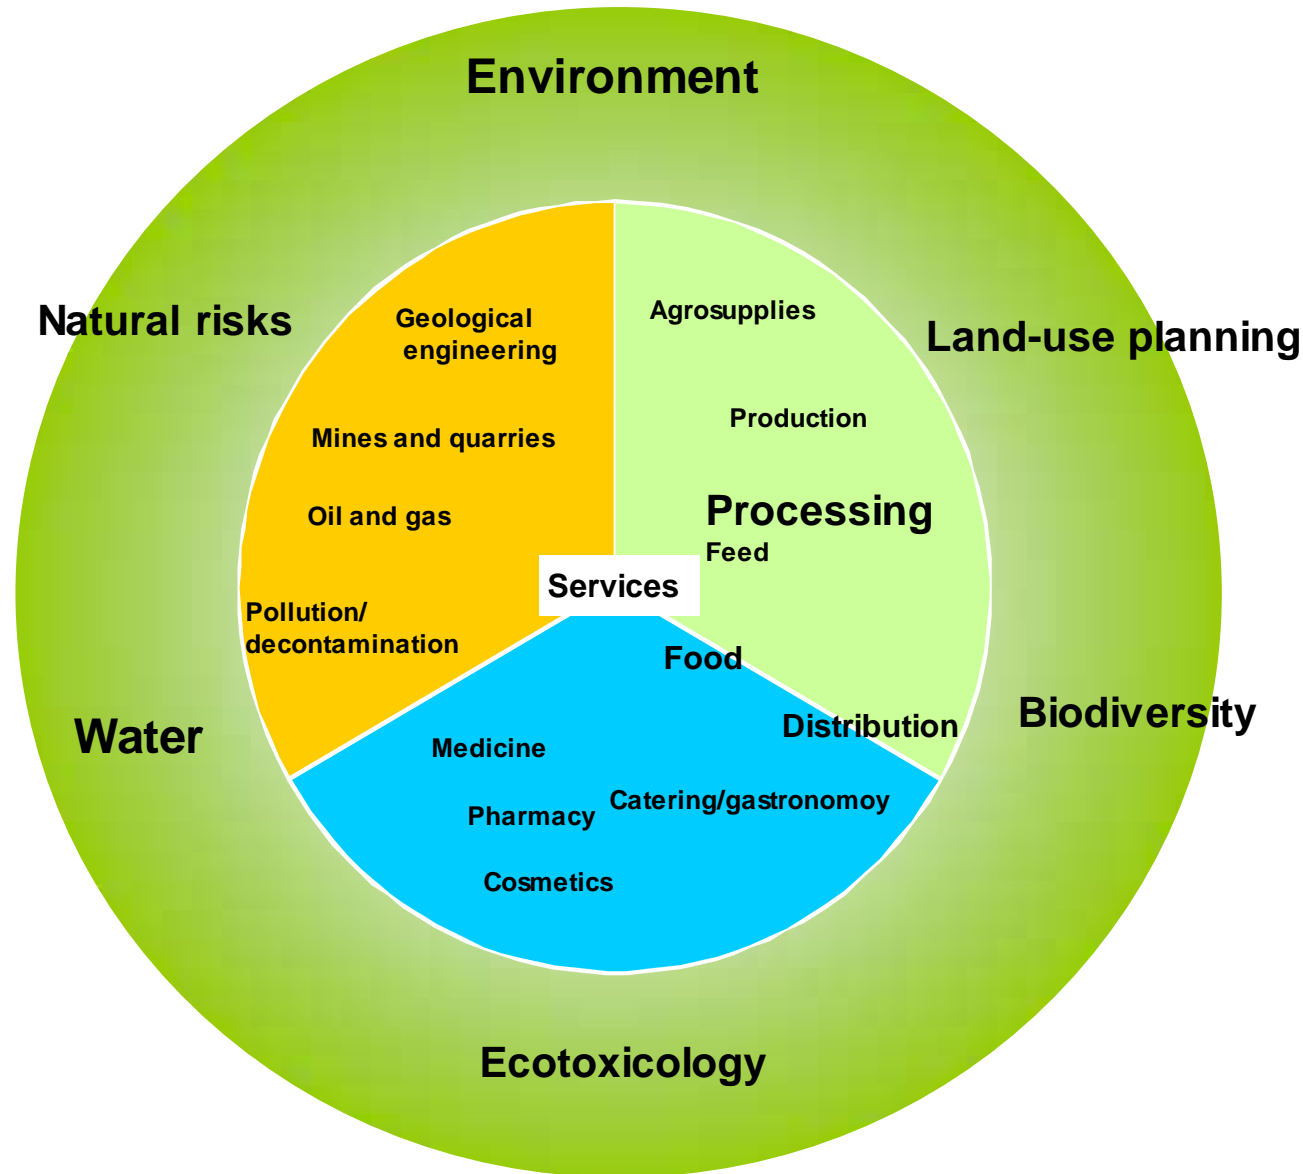 Environment
Natural risks
Land-use planning
Geological
engineering
Agrosupplies
Mines and quarries
Production
Oil and gas
Processing
Feed
Services
Pollution/
decontamination
Food
Water
Biodiversity
Distribution
Medicine
Catering/gastronomoy
Pharmacy
Cosmetics
Ecotoxicology